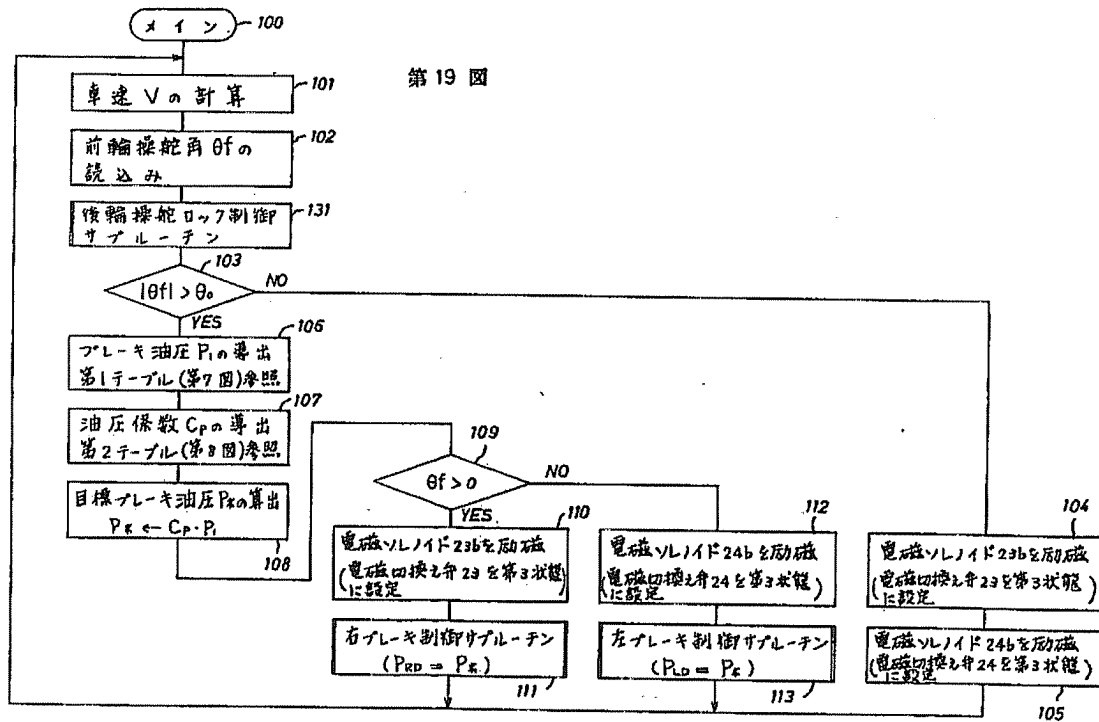 メイン
100
第19図
車速Vの計算
101
前輪操舵角θfの
読込み
102
後輪操舵ロック制御
サブルーチン
131
103
|θf|>θ₀
NO
YES
106
ブレーキ油圧P₁の導出
第1テーブル(第7図)参照
107
油圧係数CPの導出
第2テーブル(第8図)参照
目標ブレーキ油圧P*の算出
P*←CP・P₁
108
109
θf>0
NO
YES
110
電磁ソレノイド23bを励磁
(電磁切換え弁23を第3状態)
に設定
右ブレーキ制御サブルーチン
(PRD=P*)
111
112
電磁ソレノイド24bを励磁
(電磁切換え弁24を第3状態)
に設定
左ブレーキ制御サブルーチン
(PLD=P*)
113
104
電磁ソレノイド23bを励磁
(電磁切換え弁23を第3状態)
に設定
電磁ソレノイド24bを励磁
(電磁切換え弁24を第3状態)
に設定
105